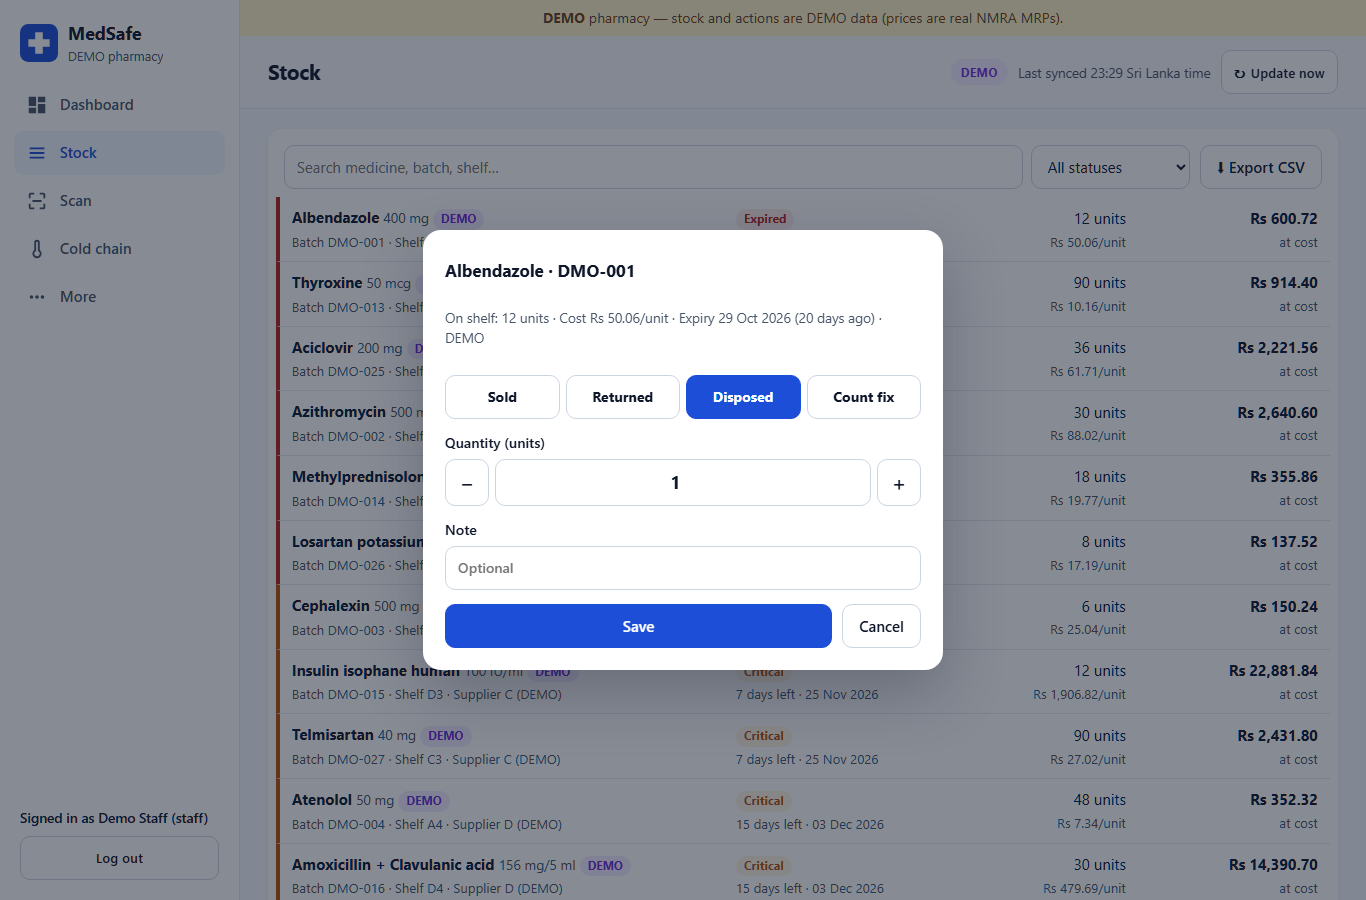 MedSafe
DEMO pharmacy
Dashboard
Stock
Scan
Cold chain
More
Signed in as Demo Staff (staff)
Log out
DEMO pharmacy — stock and actions are DEMO data (prices are real NMRA MRPs).
Stock
DEMO Last synced 23:29 Sri Lanka time ↻ Update now
Search medicine, batch, shelf... All statuses ⬇ Export CSV
Albendazole 400 mg DEMO Expired 12 units Rs 600.72
Batch DMO-001 · Shelf Rs 50.06/unit at cost
Thyroxine 50 mcg 90 units Rs 914.40
Batch DMO-013 · Shelf Rs 10.16/unit at cost
Aciclovir 200 mg 36 units Rs 2,221.56
Batch DMO-025 · Shelf Rs 61.71/unit at cost
Azithromycin 500 m 30 units Rs 2,640.60
Batch DMO-002 · Shelf Rs 88.02/unit at cost
Methylprednisolon 18 units Rs 355.86
Batch DMO-014 · Shelf Rs 19.77/unit at cost
Losartan potassium 8 units Rs 137.52
Batch DMO-026 · Shelf Rs 17.19/unit at cost
Cephalexin 500 mg 6 units Rs 150.24
Batch DMO-003 · Shelf Rs 25.04/unit at cost
Insulin isophane human 100 IU/ml DEMO Critical 12 units Rs 22,881.84
Batch DMO-015 · Shelf D3 · Supplier C (DEMO) 7 days left · 25 Nov 2026 Rs 1,906.82/unit at cost
Telmisartan 40 mg DEMO Critical 90 units Rs 2,431.80
Batch DMO-027 · Shelf C3 · Supplier C (DEMO) 7 days left · 25 Nov 2026 Rs 27.02/unit at cost
Atenolol 50 mg DEMO Critical 48 units Rs 352.32
Batch DMO-004 · Shelf A4 · Supplier D (DEMO) 15 days left · 03 Dec 2026 Rs 7.34/unit at cost
Amoxicillin + Clavulanic acid 156 mg/5 ml DEMO Critical 30 units Rs 14,390.70
Batch DMO-016 · Shelf D4 · Supplier D (DEMO) 15 days left · 03 Dec 2026 Rs 479.69/unit at cost
Albendazole · DMO-001
On shelf: 12 units · Cost Rs 50.06/unit · Expiry 29 Oct 2026 (20 days ago) ·
DEMO
Sold Returned Disposed Count fix
Quantity (units)
− 1 +
Note
Optional
Save Cancel